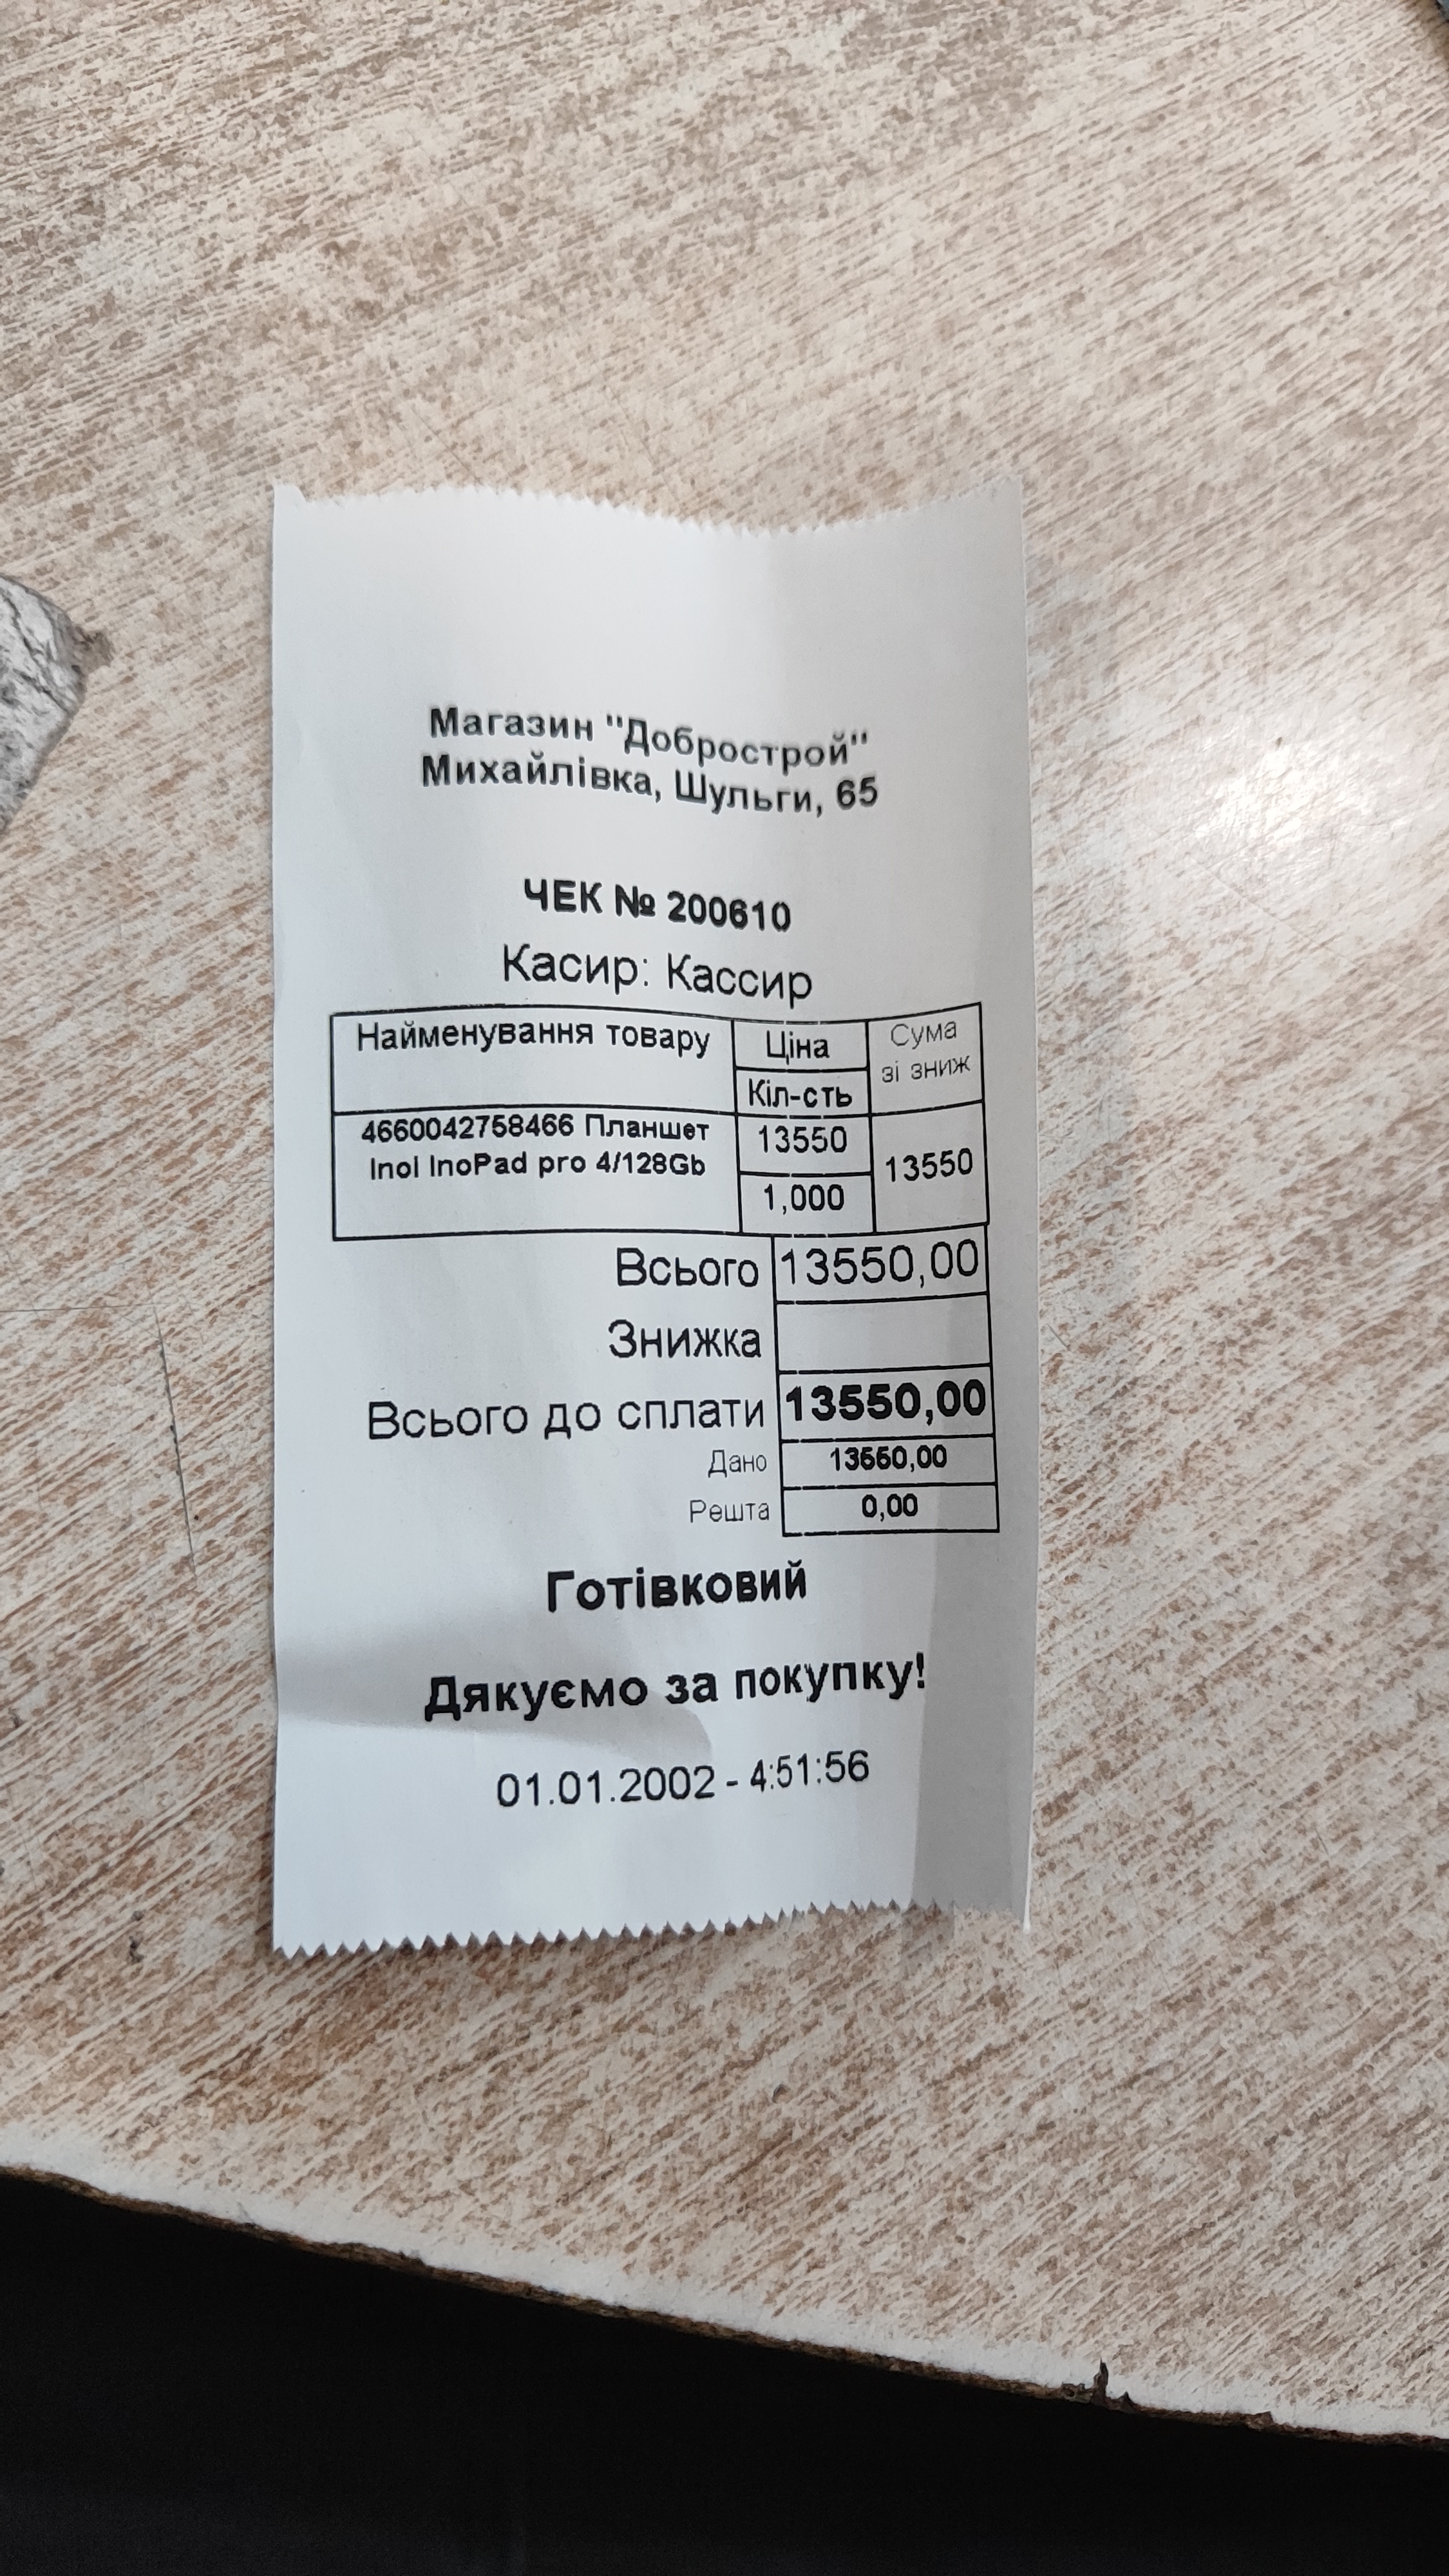 Магазин "Добрострой"
Михайлівка, Шульги, 65
ЧЕК № 200610
Касир: Кассир
Найменування товару Ціна Сума
Кіл-сть зі зниж
4660042758466 Планшет 13550
Inoi InoPad pro 4/128Gb 13550
1,000
Всього 13550,00
Знижка
Всього до сплати 13550,00
Дано 13550,00
Решта 0,00
Готівковий
Дякуємо за покупку!
01.01.2002 - 4:51:56